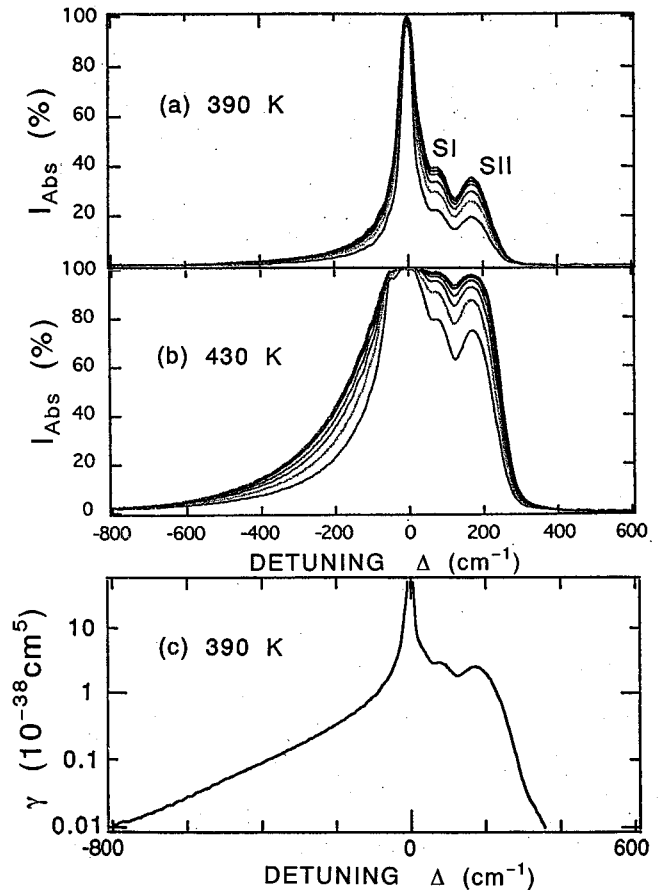 100
80
60
40
20
I_Abs (%)
(a) 390 K
SI
SII
100
80
60
40
20
0
I_Abs (%)
(b) 430 K
-800 -600 -400 -200 0 200 400 600
DETUNING Δ (cm⁻¹)
10
1
0.1
0.01
γ (10⁻³⁸cm⁵)
(c) 390 K
-800 0 600
DETUNING Δ (cm⁻¹)